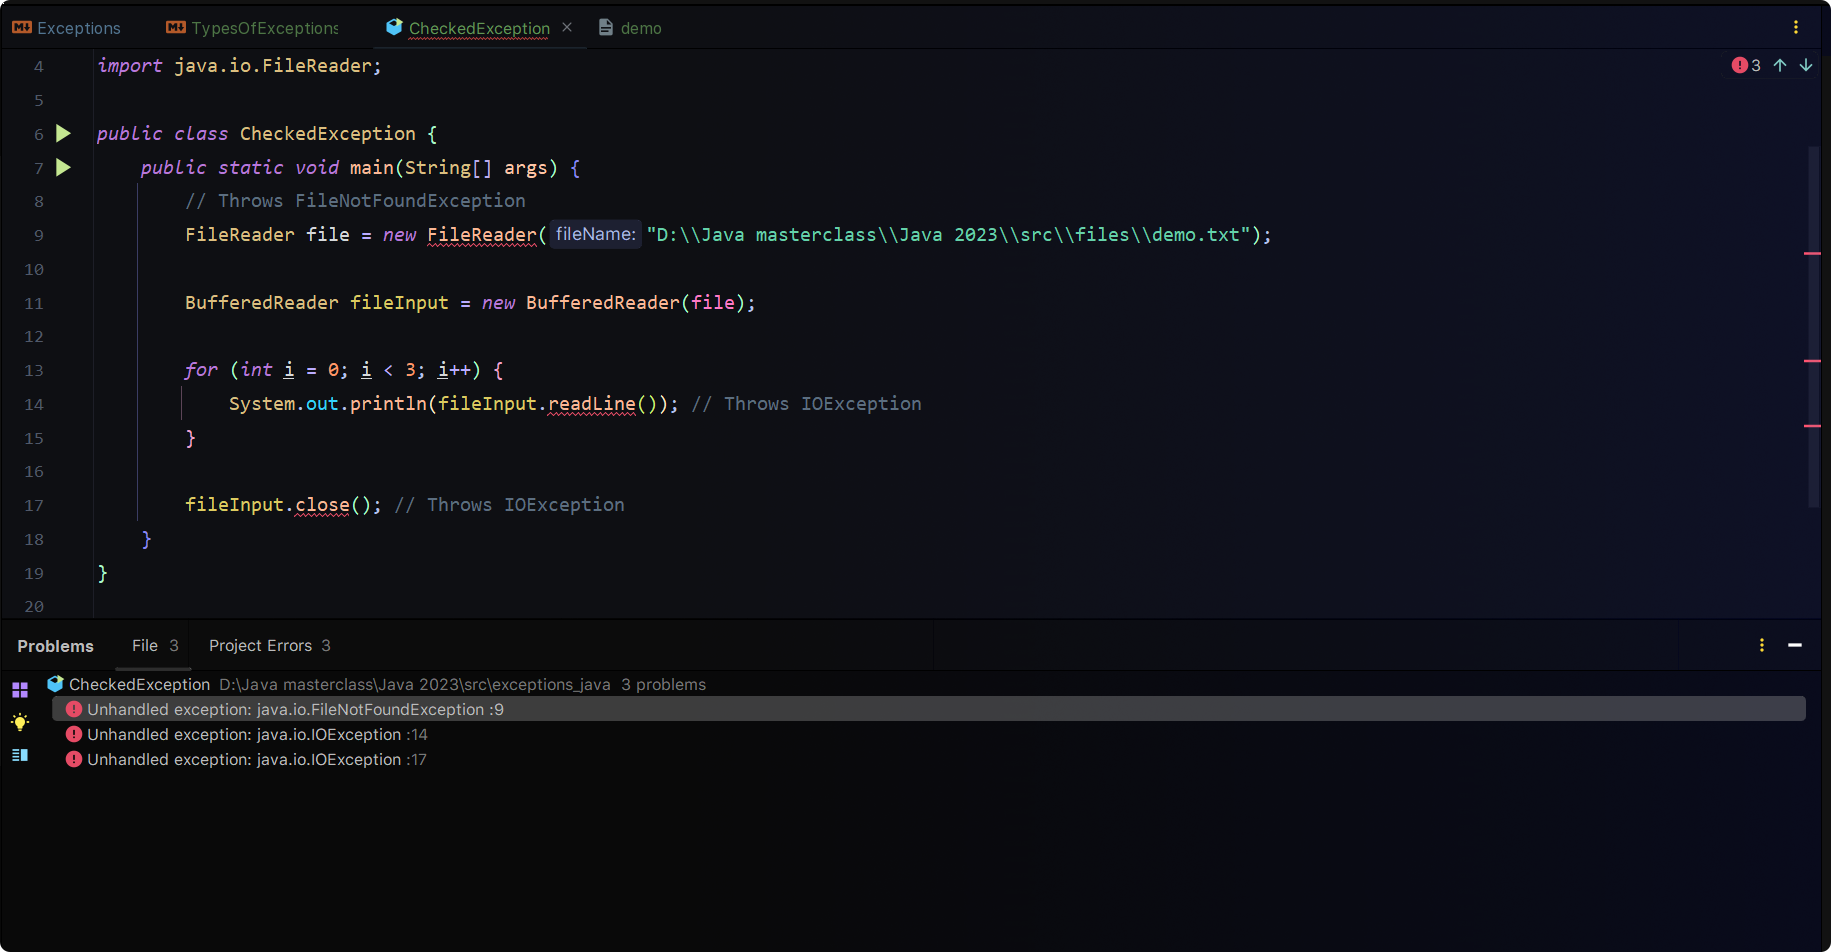 Exceptions TypesOfExceptions CheckedException demo
4 import java.io.FileReader; 3
5
6 public class CheckedException {
7 public static void main(String[] args) {
8 // Throws FileNotFoundException
9 FileReader file = new FileReader( fileName: "D:\\Java masterclass\\Java 2023\\src\\files\\demo.txt");
10
11 BufferedReader fileInput = new BufferedReader(file);
12
13 for (int i = 0; i < 3; i++) {
14 System.out.println(fileInput.readLine()); // Throws IOException
15 }
16
17 fileInput.close(); // Throws IOException
18 }
19 }
20
Problems File 3 Project Errors 3
CheckedException D:\Java masterclass\Java 2023\src\exceptions_java 3 problems
Unhandled exception: java.io.FileNotFoundException :9
Unhandled exception: java.io.IOException :14
Unhandled exception: java.io.IOException :17